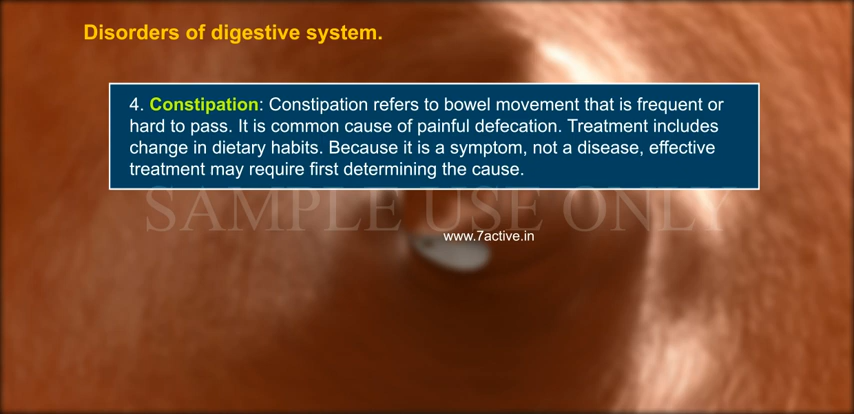 Disorders of digestive system.
4. Constipation: Constipation refers to bowel movement that is frequent or
hard to pass. It is common cause of painful defecation. Treatment includes
change in dietary habits. Because it is a symptom, not a disease, effective
treatment may require first determining the cause.
SAMPLE USE ONLY
www.7active.in